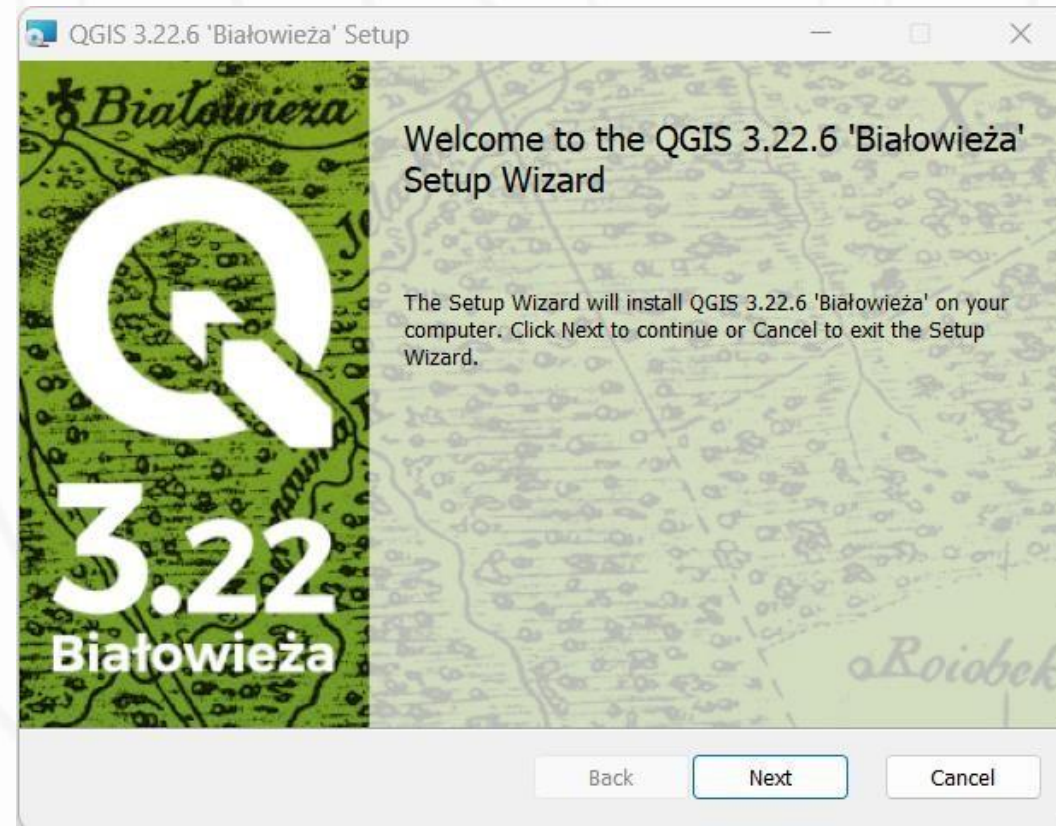 QGIS 3.22.6 'Białowieża' Setup
Białowieża
3.22
Białowieża
Welcome to the QGIS 3.22.6 'Białowieża'
Setup Wizard
The Setup Wizard will install QGIS 3.22.6 'Białowieża' on your
computer. Click Next to continue or Cancel to exit the Setup
Wizard.
Roiobek
Back
Next
Cancel